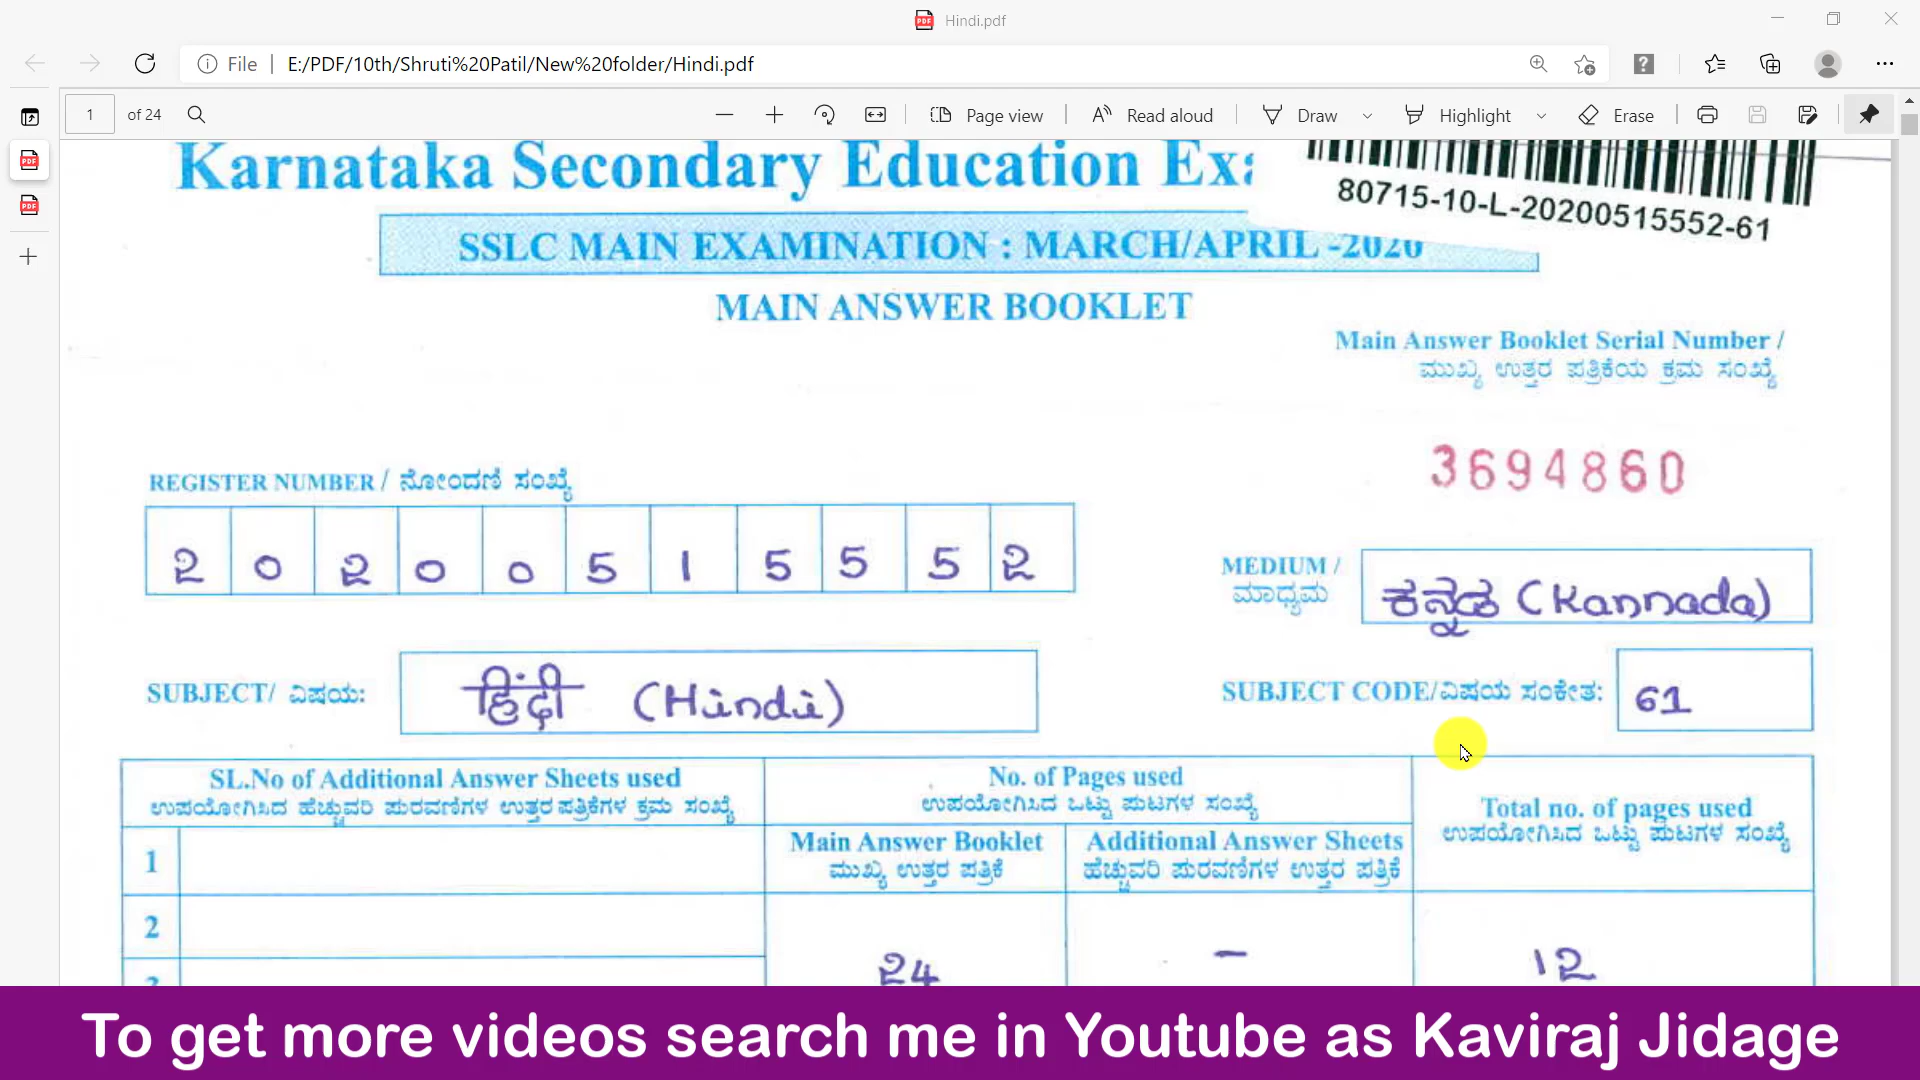 Hindi.pdf
File
E:/PDF/10th/Shruti%20Patil/New%20folder/Hindi.pdf
1 of 24
Page view
Read aloud
Draw
Highlight
Erase
Karnataka Secondary Education
80715-10-L-20200515552-61
SSLC MAIN EXAMINATION : MARCH/APRIL -2020
MAIN ANSWER BOOKLET
Main Answer Booklet Serial Number /
ಮುಖ್ಯ ಉತ್ತರ ಪತ್ರಿಕೆಯ ಕ್ರಮ ಸಂಖ್ಯೆ
3694860
REGISTER NUMBER / ನೋಂದಣಿ ಸಂಖ್ಯೆ
2 0 2 0 0 5 1 5 5 5 2
MEDIUM /
ಮಾಧ್ಯಮ
ಕನ್ನಡ (Kannada)
SUBJECT/ ವಿಷಯ:
हिंदी (Hindi)
SUBJECT CODE/ವಿಷಯ ಸಂಕೇತ:
61
SL.No of Additional Answer Sheets used
ಉಪಯೋಗಿಸಿದ ಹೆಚ್ಚುವರಿ ಪುರವಣಿಗಳ ಉತ್ತರ ಪತ್ರಿಕೆಗಳ ಕ್ರಮ ಸಂಖ್ಯೆ
No. of Pages used
ಉಪಯೋಗಿಸಿದ ಒಟ್ಟು ಪುಟಗಳ ಸಂಖ್ಯೆ
Total no. of pages used
ಉಪಯೋಗಿಸಿದ ಒಟ್ಟು ಪುಟಗಳ ಸಂಖ್ಯೆ
Main Answer Booklet
ಮುಖ್ಯ ಉತ್ತರ ಪತ್ರಿಕೆ
Additional Answer Sheets
ಹೆಚ್ಚುವರಿ ಪುರವಣಿಗಳ ಉತ್ತರ ಪತ್ರಿಕೆ
1
2
24 - 12
To get more videos search me in Youtube as Kaviraj Jidage